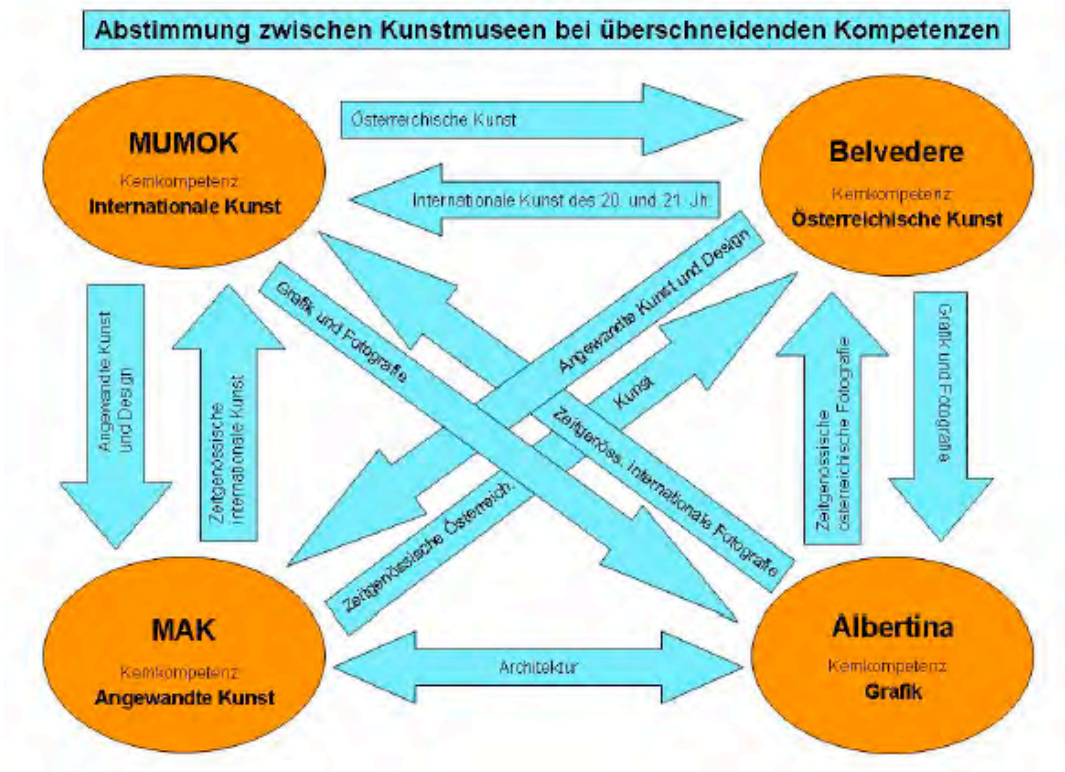 Abstimmung zwischen Kunstmuseen bei überschneidenden Kompetenzen
MUMOK
Kernkompetenz
Internationale Kunst
Österreichische Kunst
Belvedere
Kernkompetenz
Österreichische Kunst
Internationale Kunst des 20. und 21. Jh.
Angewandte Kunst
und Design
Zeitgenössische
internationale Kunst
Grafik und Fotografie
Angewandte Kunst und Design
Zeitgenössische Österreich.
Kunst
Zeitgenöss. internationale Fotografie
Zeitgenössische
österreichische Fotografie
Grafik und Fotografie
MAK
Kernkompetenz
Angewandte Kunst
Architektur
Albertina
Kernkompetenz
Grafik